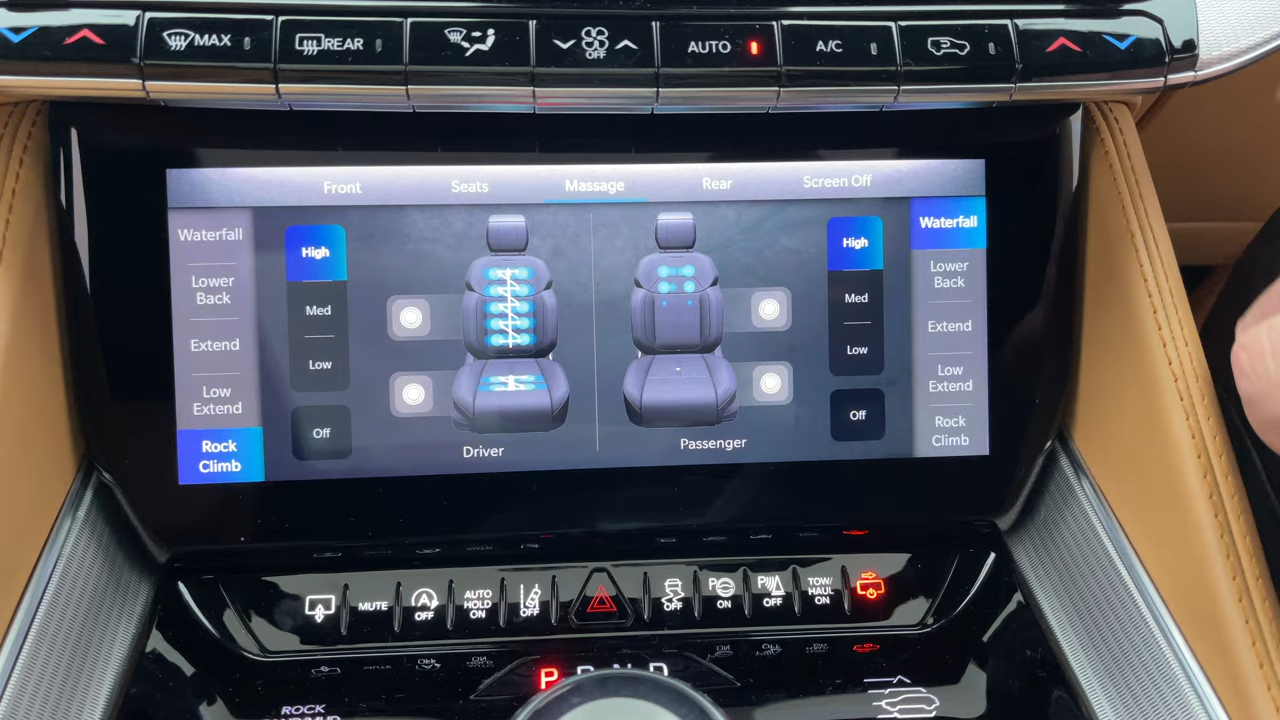 MAX
REAR
OFF
AUTO
A/C
Front
Seats
Massage
Rear
Screen Off
Waterfall
Lower
Back
Extend
Low
Extend
Rock
Climb
High
Med
Low
Off
Driver
Passenger
High
Med
Low
Off
Waterfall
Lower
Back
Extend
Low
Extend
Rock
Climb
MUTE
OFF
AUTO
HOLD
ON
OFF
OFF
P
ON
P
OFF
TOW/
HAUL
ON
P R N D
ROCK